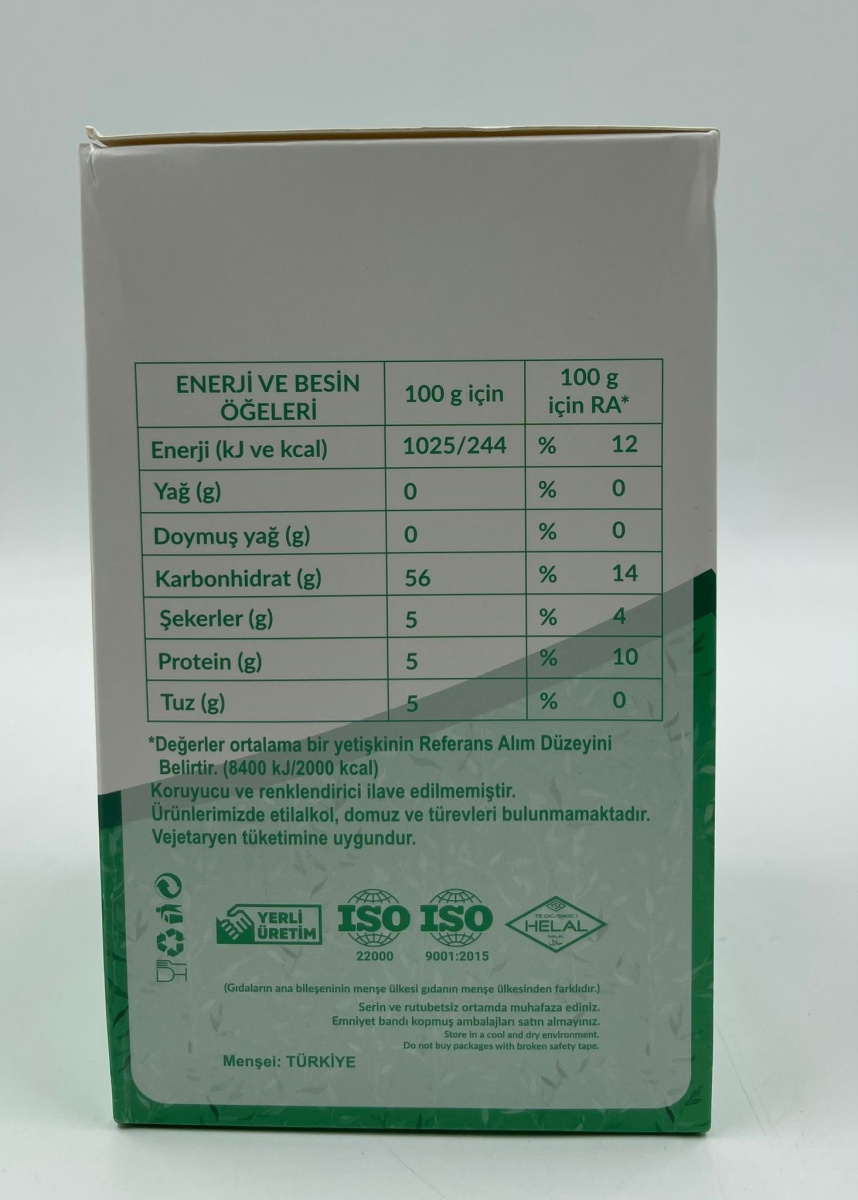 ENERJİ VE BESİN
ÖĞELERİ
100 g için
100 g
için RA*
Enerji (kJ ve kcal) 1025/244 % 12
Yağ (g) 0 % 0
Doymuş yağ (g) 0 % 0
Karbonhidrat (g) 56 % 14
Şekerler (g) 5 % 4
Protein (g) 5 % 10
Tuz (g) 5 % 0
*Değerler ortalama bir yetişkinin Referans Alım Düzeyini
Belirtir. (8400 kJ/2000 kcal)
Koruyucu ve renklendirici ilave edilmemiştir.
Ürünlerimizde etilalkol, domuz ve türevleri bulunmamaktadır.
Vejetaryen tüketimine uygundur.
YERLİ
ÜRETİM
ISO
22000
ISO
9001:2015
HELAL
HALAL
حلال
(Gıdaların ana bileşeninin menşe ülkesi gıdanın menşe ülkesinden farklıdır.)
Serin ve rutubetsiz ortamda muhafaza ediniz.
Emniyet bandı kopmuş ambalajları satın almayınız.
Store in a cool and dry environment.
Do not buy packages with broken safety tape.
Menşei: TÜRKİYE